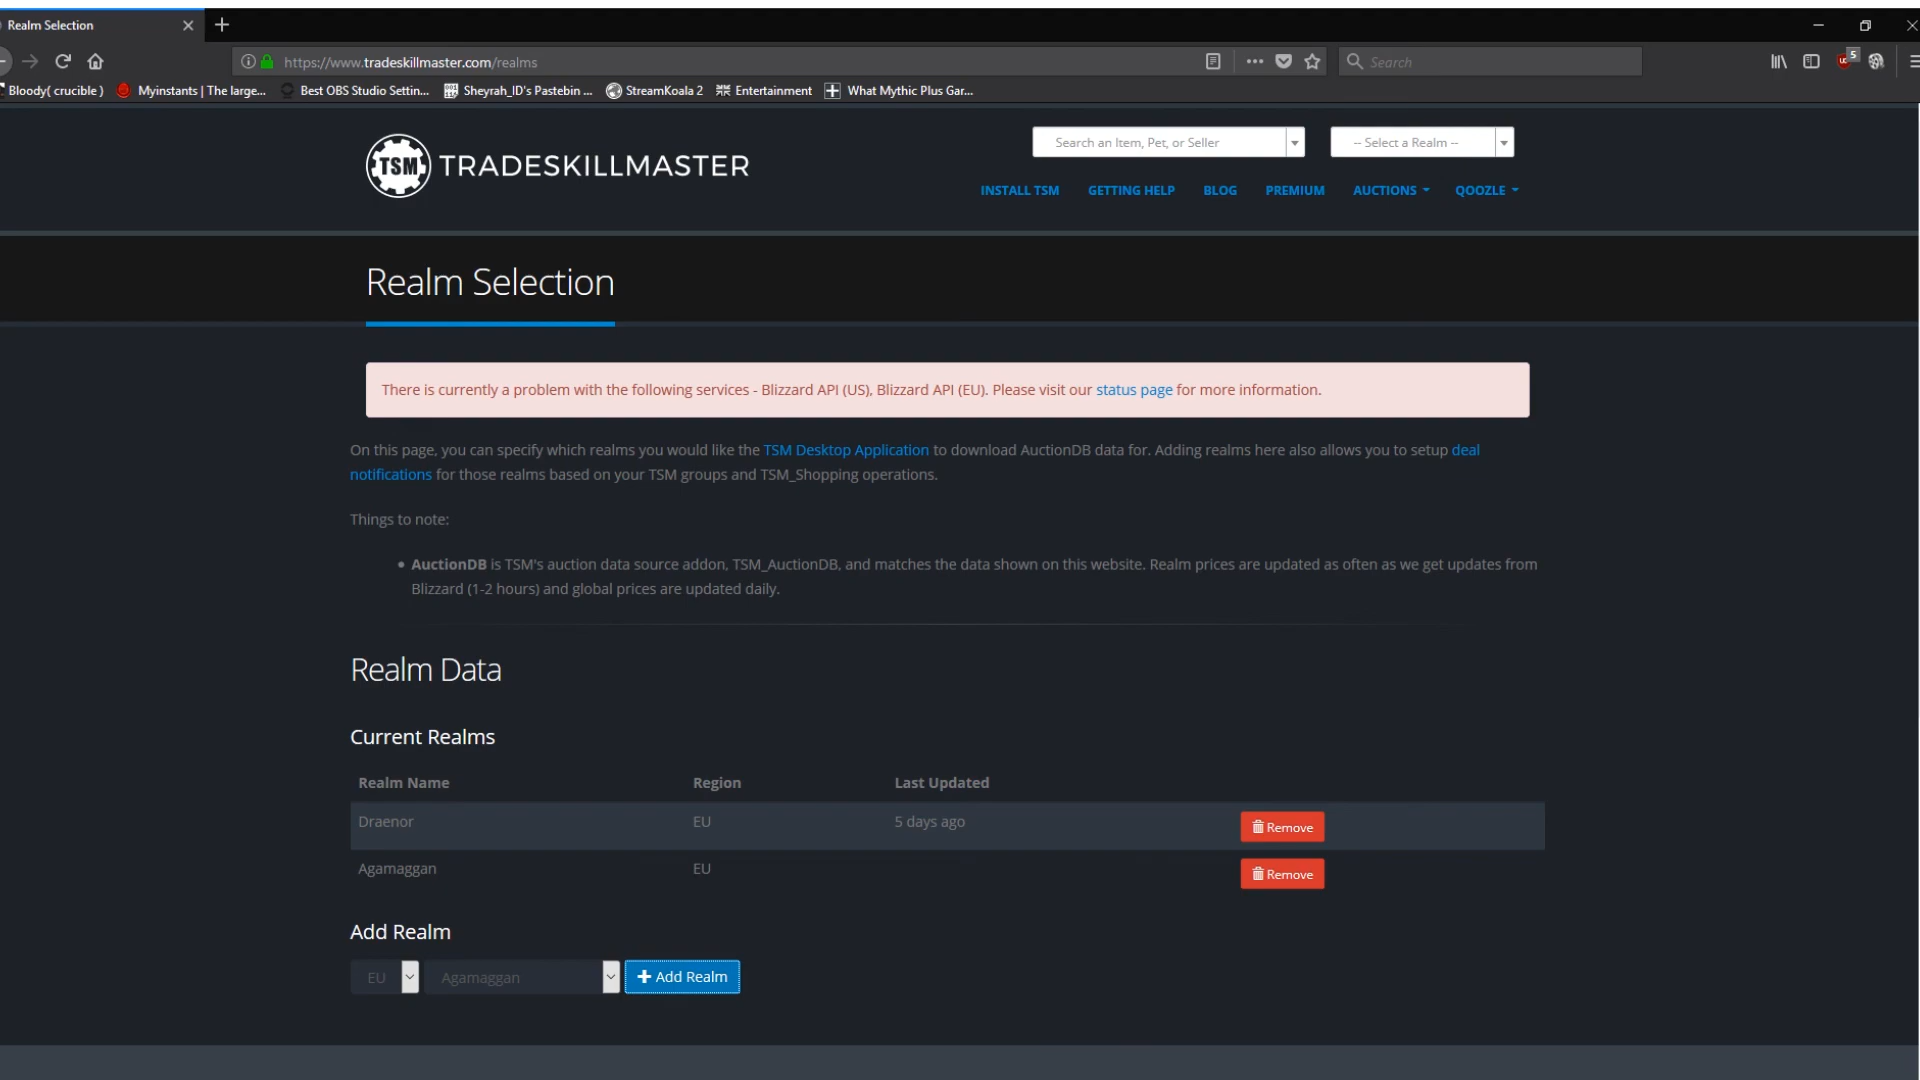 Realm Selection
https://www.tradeskillmaster.com/realms
Search
5
Bloody( crucible )
Myinstants | The large...
Best OBS Studio Settin...
Sheyrah_ID's Pastebin ...
StreamKoala 2
Entertainment
What Mythic Plus Gar...
TSM TRADESKILLMASTER
Search an Item, Pet, or Seller
-- Select a Realm --
INSTALL TSM
GETTING HELP
BLOG
PREMIUM
AUCTIONS
QOOZLE
Realm Selection
There is currently a problem with the following services - Blizzard API (US), Blizzard API (EU). Please visit our status page for more information.
On this page, you can specify which realms you would like the TSM Desktop Application to download AuctionDB data for. Adding realms here also allows you to setup deal
notifications for those realms based on your TSM groups and TSM_Shopping operations.
Things to note:
• AuctionDB is TSM's auction data source addon, TSM_AuctionDB, and matches the data shown on this website. Realm prices are updated as often as we get updates from
Blizzard (1-2 hours) and global prices are updated daily.
Realm Data
Current Realms
Realm Name Region Last Updated
Draenor EU 5 days ago Remove
Agamaggan EU Remove
Add Realm
EU Agamaggan Add Realm